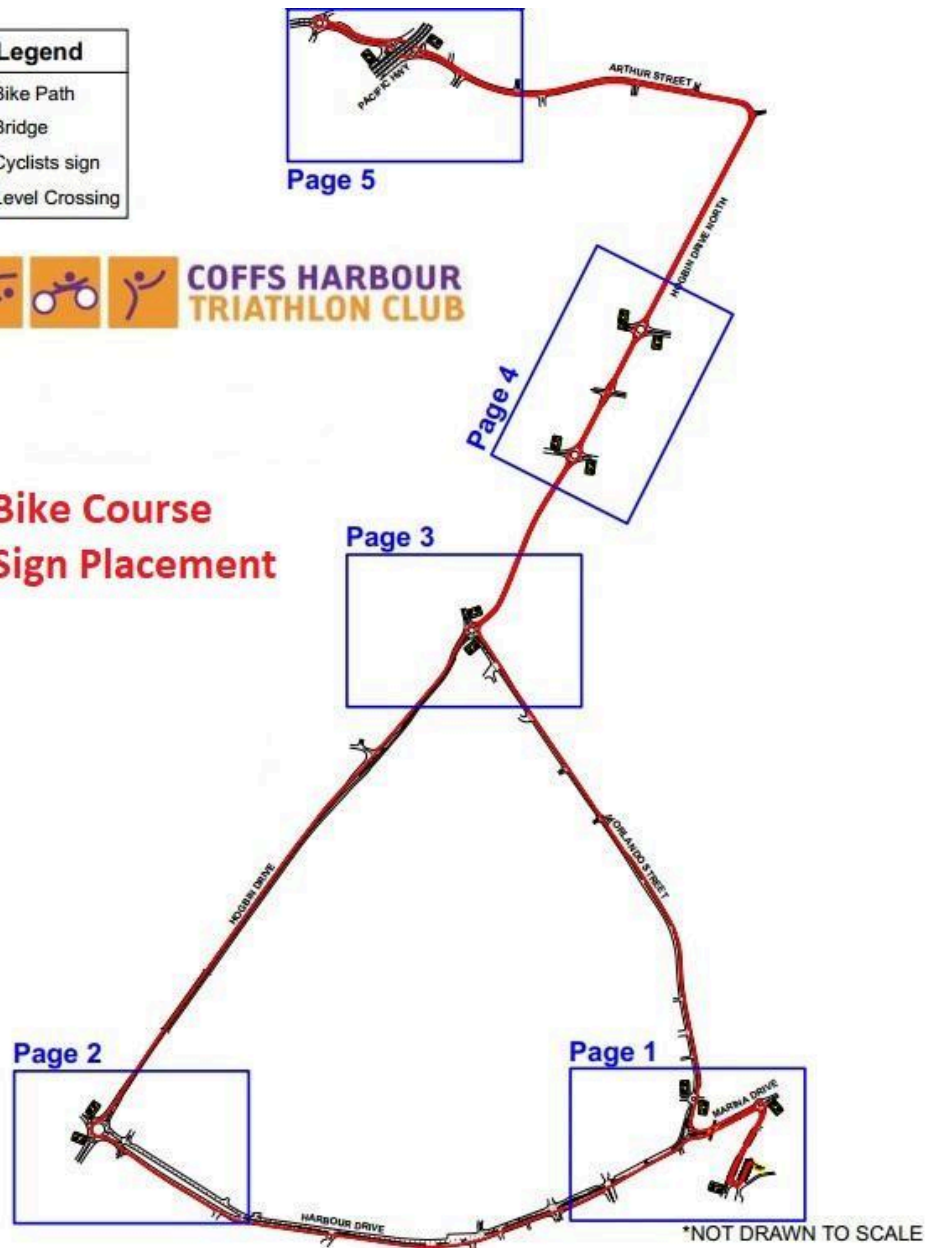 Legend
Bike Path
Bridge
Cyclists sign
Level Crossing
PACIFIC HWY
ARTHUR STREET
Page 5
HOGBIN DRIVE NORTH
COFFS HARBOUR
TRIATHLON CLUB
Page 4
Bike Course
Sign Placement
Page 3
MORLANDO STREET
HOGBIN DRIVE
Page 2
Page 1
MARINA DRIVE
HARBOUR DRIVE
*NOT DRAWN TO SCALE